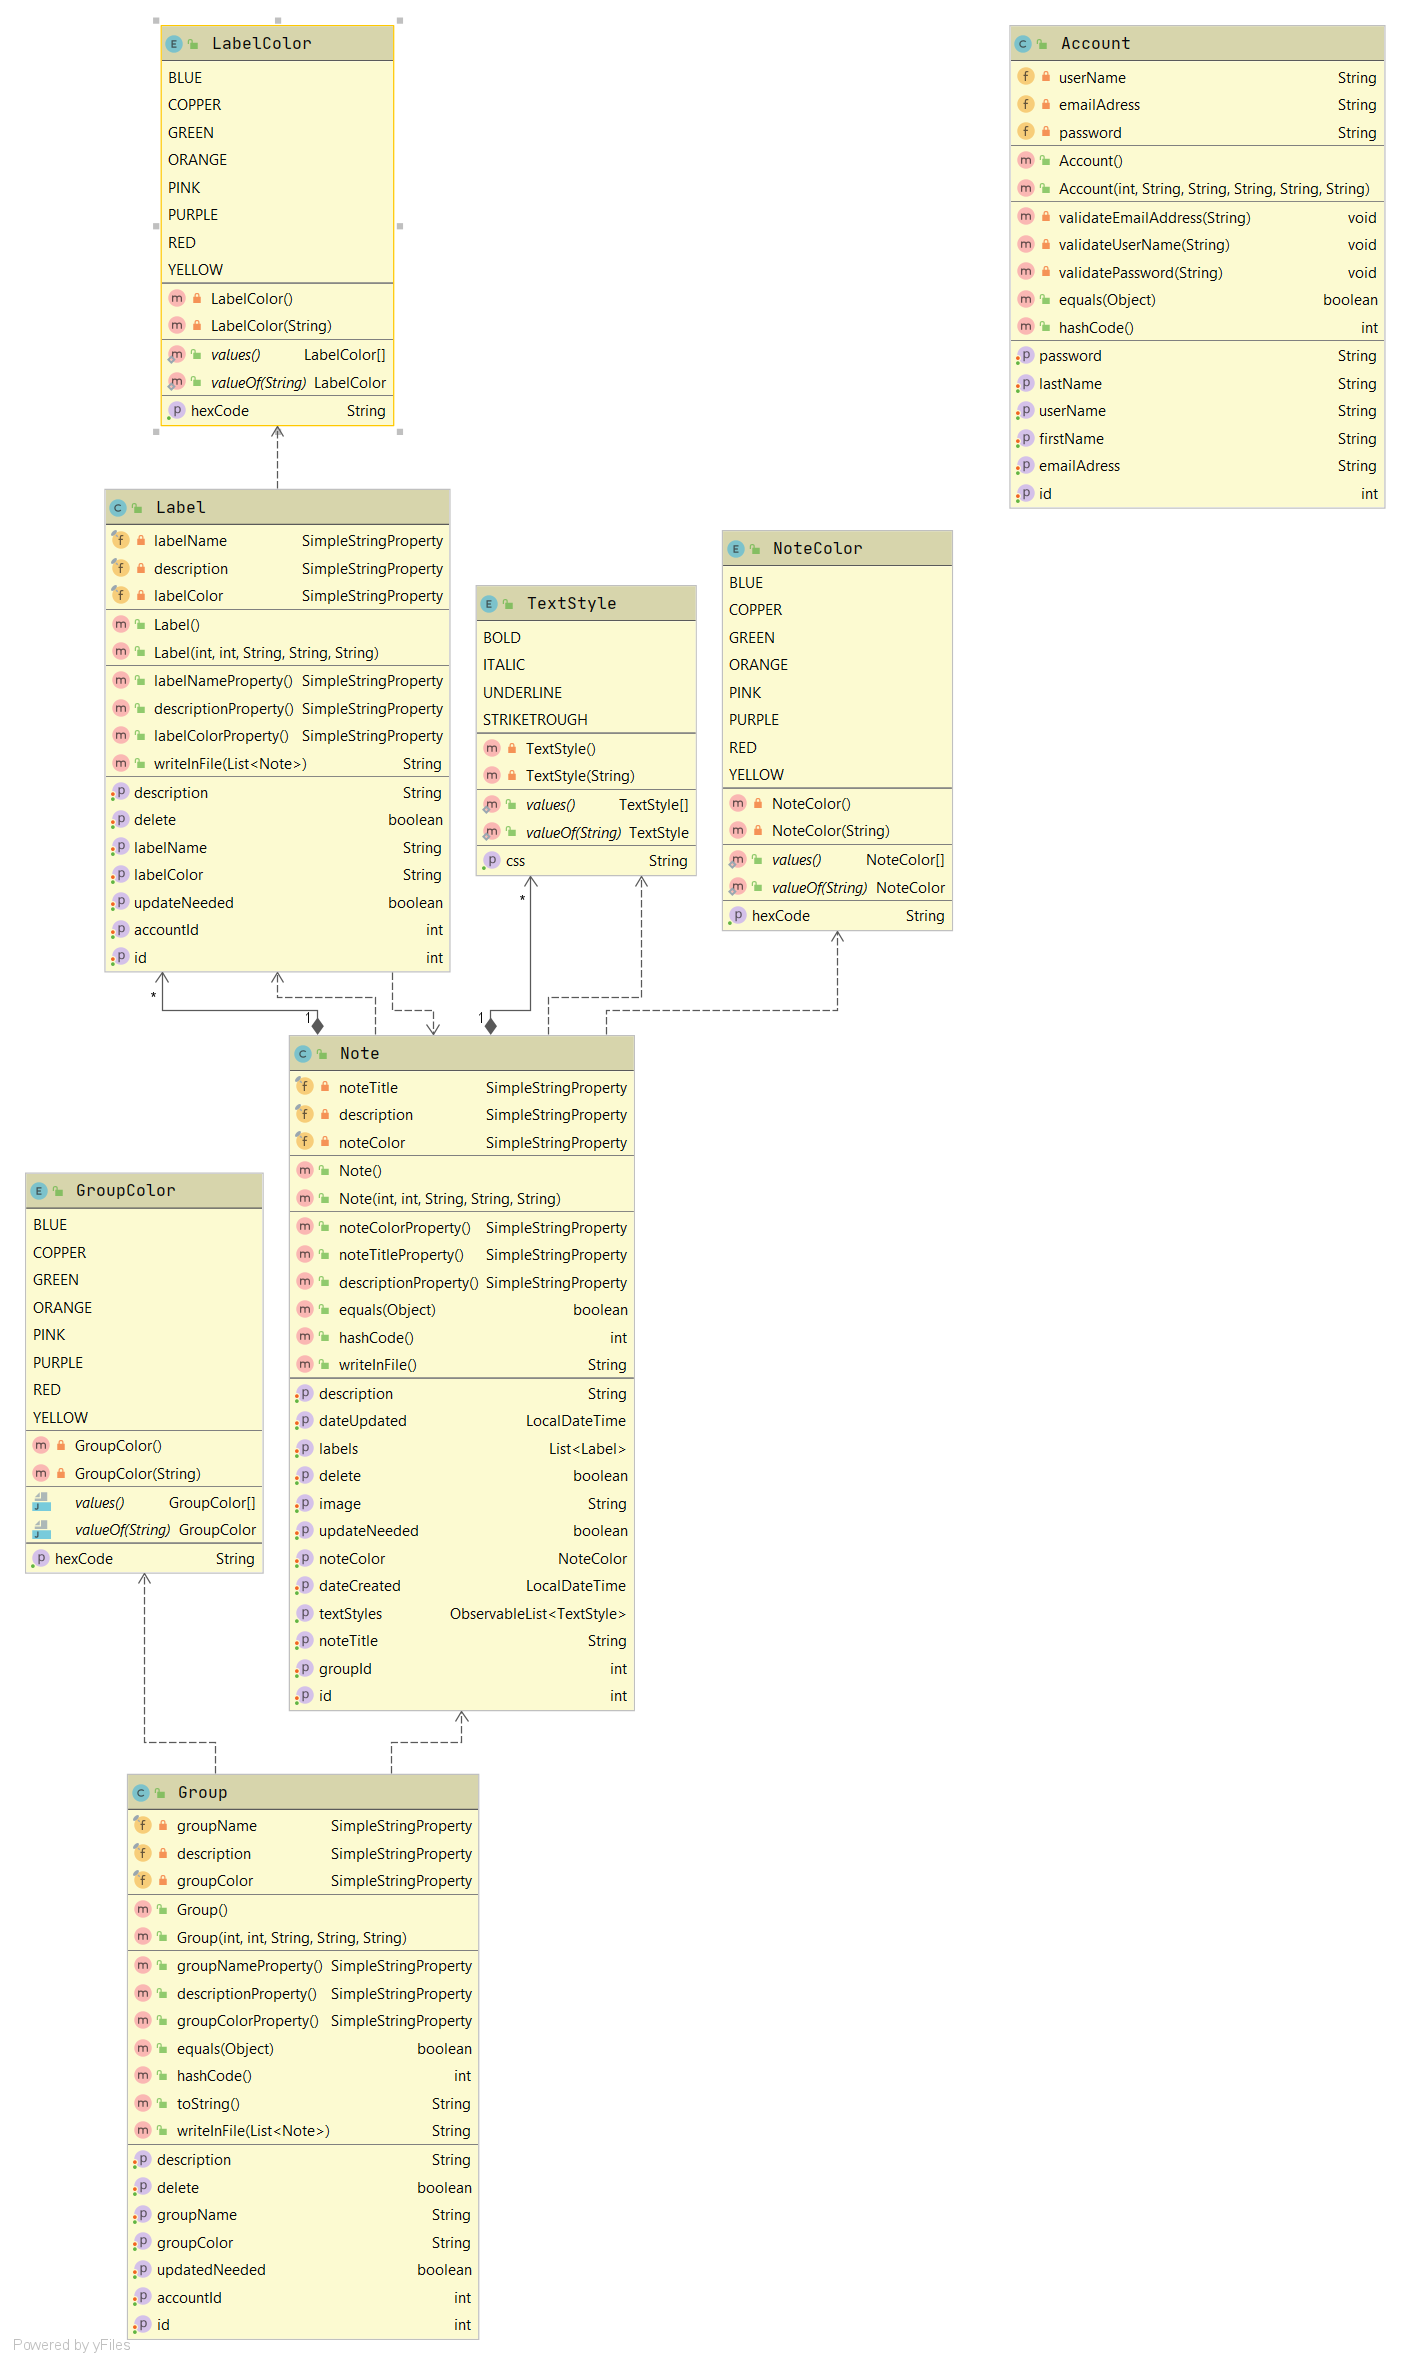 LabelColor
BLUE
COPPER
GREEN
ORANGE
PINK
PURPLE
RED
YELLOW
LabelColor()
LabelColor(String)
values() LabelColor[]
valueOf(String) LabelColor
hexCode String
Account
userName String
emailAdress String
password String
Account()
Account(int, String, String, String, String, String)
validateEmailAddress(String) void
validateUserName(String) void
validatePassword(String) void
equals(Object) boolean
hashCode() int
password String
lastName String
userName String
firstName String
emailAdress String
id int
Label
labelName SimpleStringProperty
description SimpleStringProperty
labelColor SimpleStringProperty
Label()
Label(int, int, String, String, String)
labelNameProperty() SimpleStringProperty
descriptionProperty() SimpleStringProperty
labelColorProperty() SimpleStringProperty
writeInFile(List<Note>) String
description String
delete boolean
labelName String
labelColor String
updateNeeded boolean
accountId int
id int
TextStyle
BOLD
ITALIC
UNDERLINE
STRIKETROUGH
TextStyle()
TextStyle(String)
values() TextStyle[]
valueOf(String) TextStyle
css String
NoteColor
BLUE
COPPER
GREEN
ORANGE
PINK
PURPLE
RED
YELLOW
NoteColor()
NoteColor(String)
values() NoteColor[]
valueOf(String) NoteColor
hexCode String
*
1
*
1
Note
noteTitle SimpleStringProperty
description SimpleStringProperty
noteColor SimpleStringProperty
Note()
Note(int, int, String, String, String)
noteColorProperty() SimpleStringProperty
noteTitleProperty() SimpleStringProperty
descriptionProperty() SimpleStringProperty
equals(Object) boolean
hashCode() int
writeInFile() String
description String
dateUpdated LocalDateTime
labels List<Label>
delete boolean
image String
updateNeeded boolean
noteColor NoteColor
dateCreated LocalDateTime
textStyles ObservableList<TextStyle>
noteTitle String
groupId int
id int
GroupColor
BLUE
COPPER
GREEN
ORANGE
PINK
PURPLE
RED
YELLOW
GroupColor()
GroupColor(String)
values() GroupColor[]
valueOf(String) GroupColor
hexCode String
Group
groupName SimpleStringProperty
description SimpleStringProperty
groupColor SimpleStringProperty
Group()
Group(int, int, String, String, String)
groupNameProperty() SimpleStringProperty
descriptionProperty() SimpleStringProperty
groupColorProperty() SimpleStringProperty
equals(Object) boolean
hashCode() int
toString() String
writeInFile(List<Note>) String
description String
delete boolean
groupName String
groupColor String
updatedNeeded boolean
accountId int
id int
Powered by yFiles